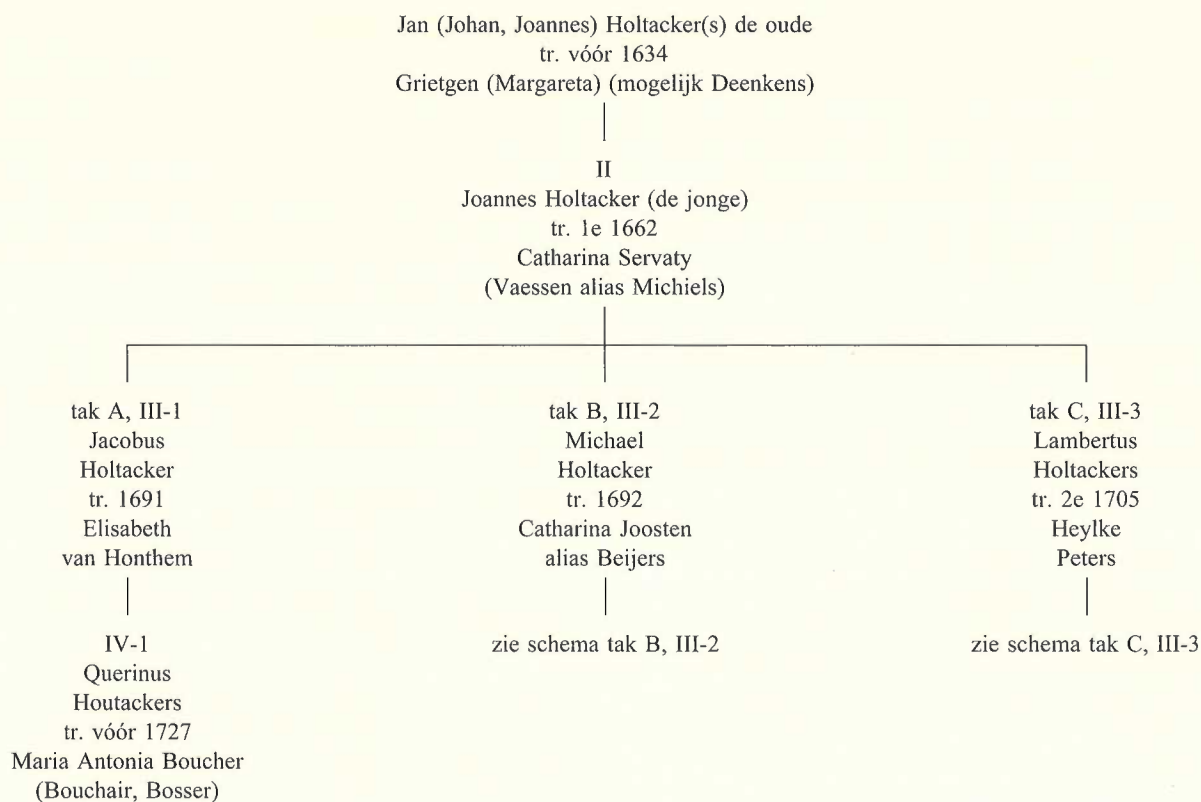 Jan (Johan, Joannes) Holtacker(s) de oude
tr. vóór 1634
Grietgen (Margareta) (mogelijk Deenkens)
II
Joannes Holtacker (de jonge)
tr. 1e 1662
Catharina Servaty
(Vaessen alias Michiels)
tak A, III-1
Jacobus
Holtacker
tr. 1691
Elisabeth
van Honthem
IV-1
Querinus
Houtackers
tr. vóór 1727
Maria Antonia Boucher
(Bouchair, Bosser)
tak B, III-2
Michael
Holtacker
tr. 1692
Catharina Joosten
alias Beijers
zie schema tak B, III-2
tak C, III-3
Lambertus
Holtackers
tr. 2e 1705
Heylke
Peters
zie schema tak C, III-3